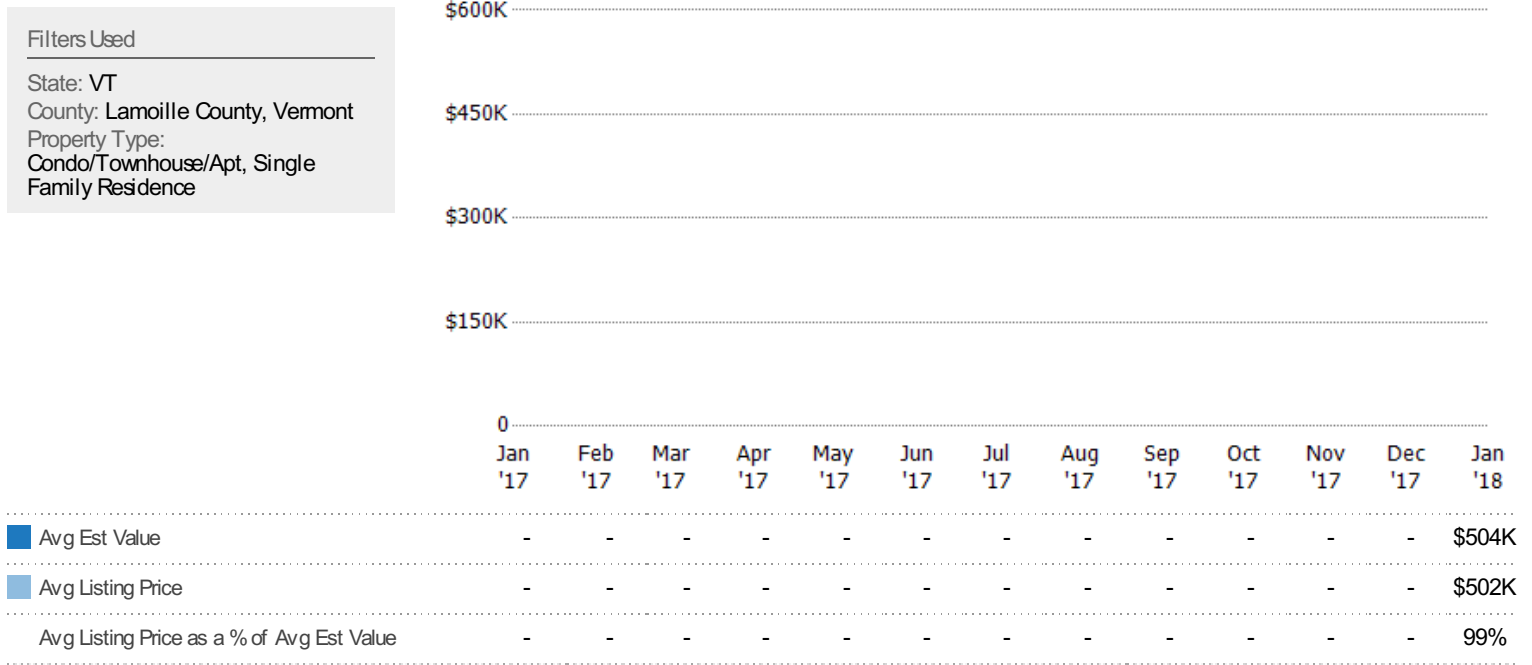 Filters Used
State: VT
County: Lamoille County, Vermont
Property Type:
Condo/Townhouse/Apt, Single
Family Residence
$600K
$450K
$300K
$150K
0
Jan Feb Mar Apr May Jun Jul Aug Sep Oct Nov Dec Jan
'17 '17 '17 '17 '17 '17 '17 '17 '17 '17 '17 '17 '18
Avg Est Value - - - - - - - - - - - - $504K
Avg Listing Price - - - - - - - - - - - - $502K
Avg Listing Price as a % of Avg Est Value - - - - - - - - - - - - 99%